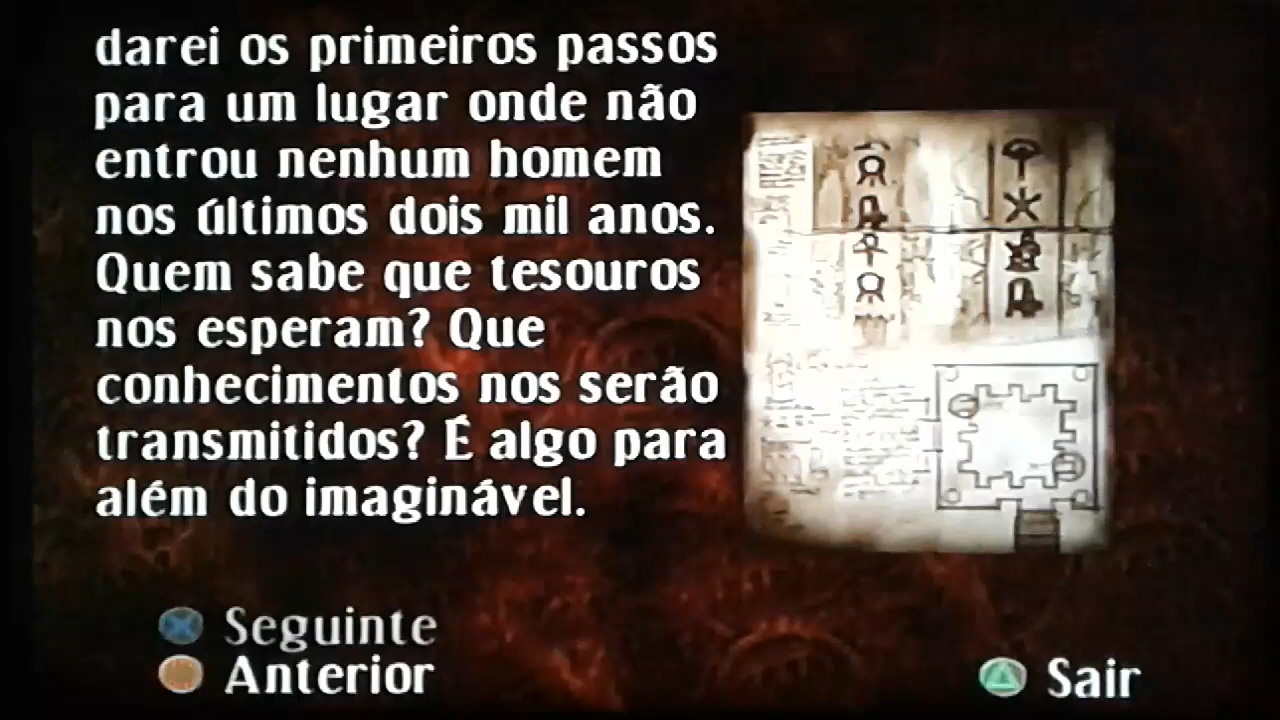 darei os primeiros passos
para um lugar onde não
entrou nenhum homem
nos últimos dois mil anos.
Quem sabe que tesouros
nos esperam? Que
conhecimentos nos serão
transmitidos? É algo para
além do imaginável.
Seguinte
Anterior
Sair